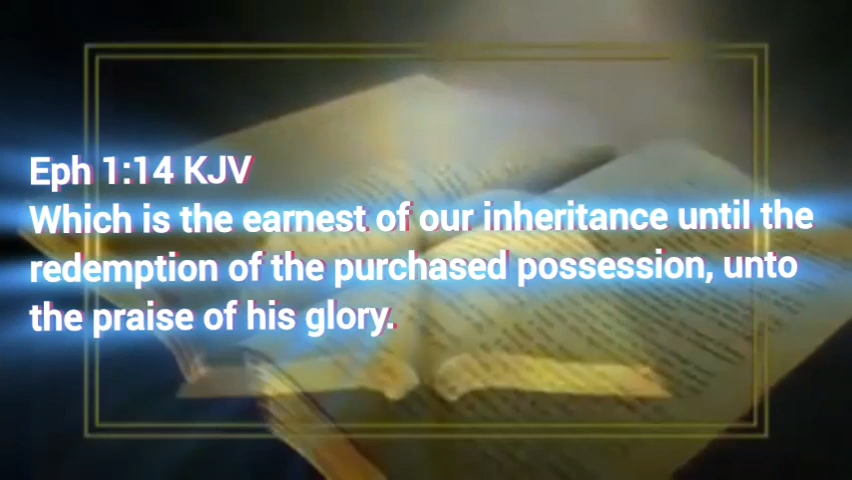 Eph 1:14 KJV
Which is the earnest of our inheritance until the
redemption of the purchased possession, unto
the praise of his glory.